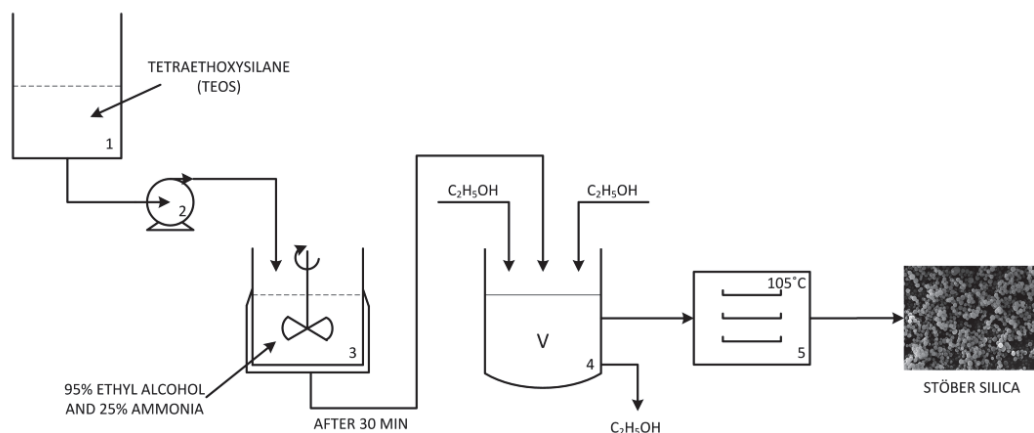 TETRAETHOXYSILANE
(TEOS)
1
2
C₂H₅OH
C₂H₅OH
105˚C
3
V
4
5
95% ETHYL ALCOHOL
AND 25% AMMONIA
AFTER 30 MIN
C₂H₅OH
STÖBER SILICA